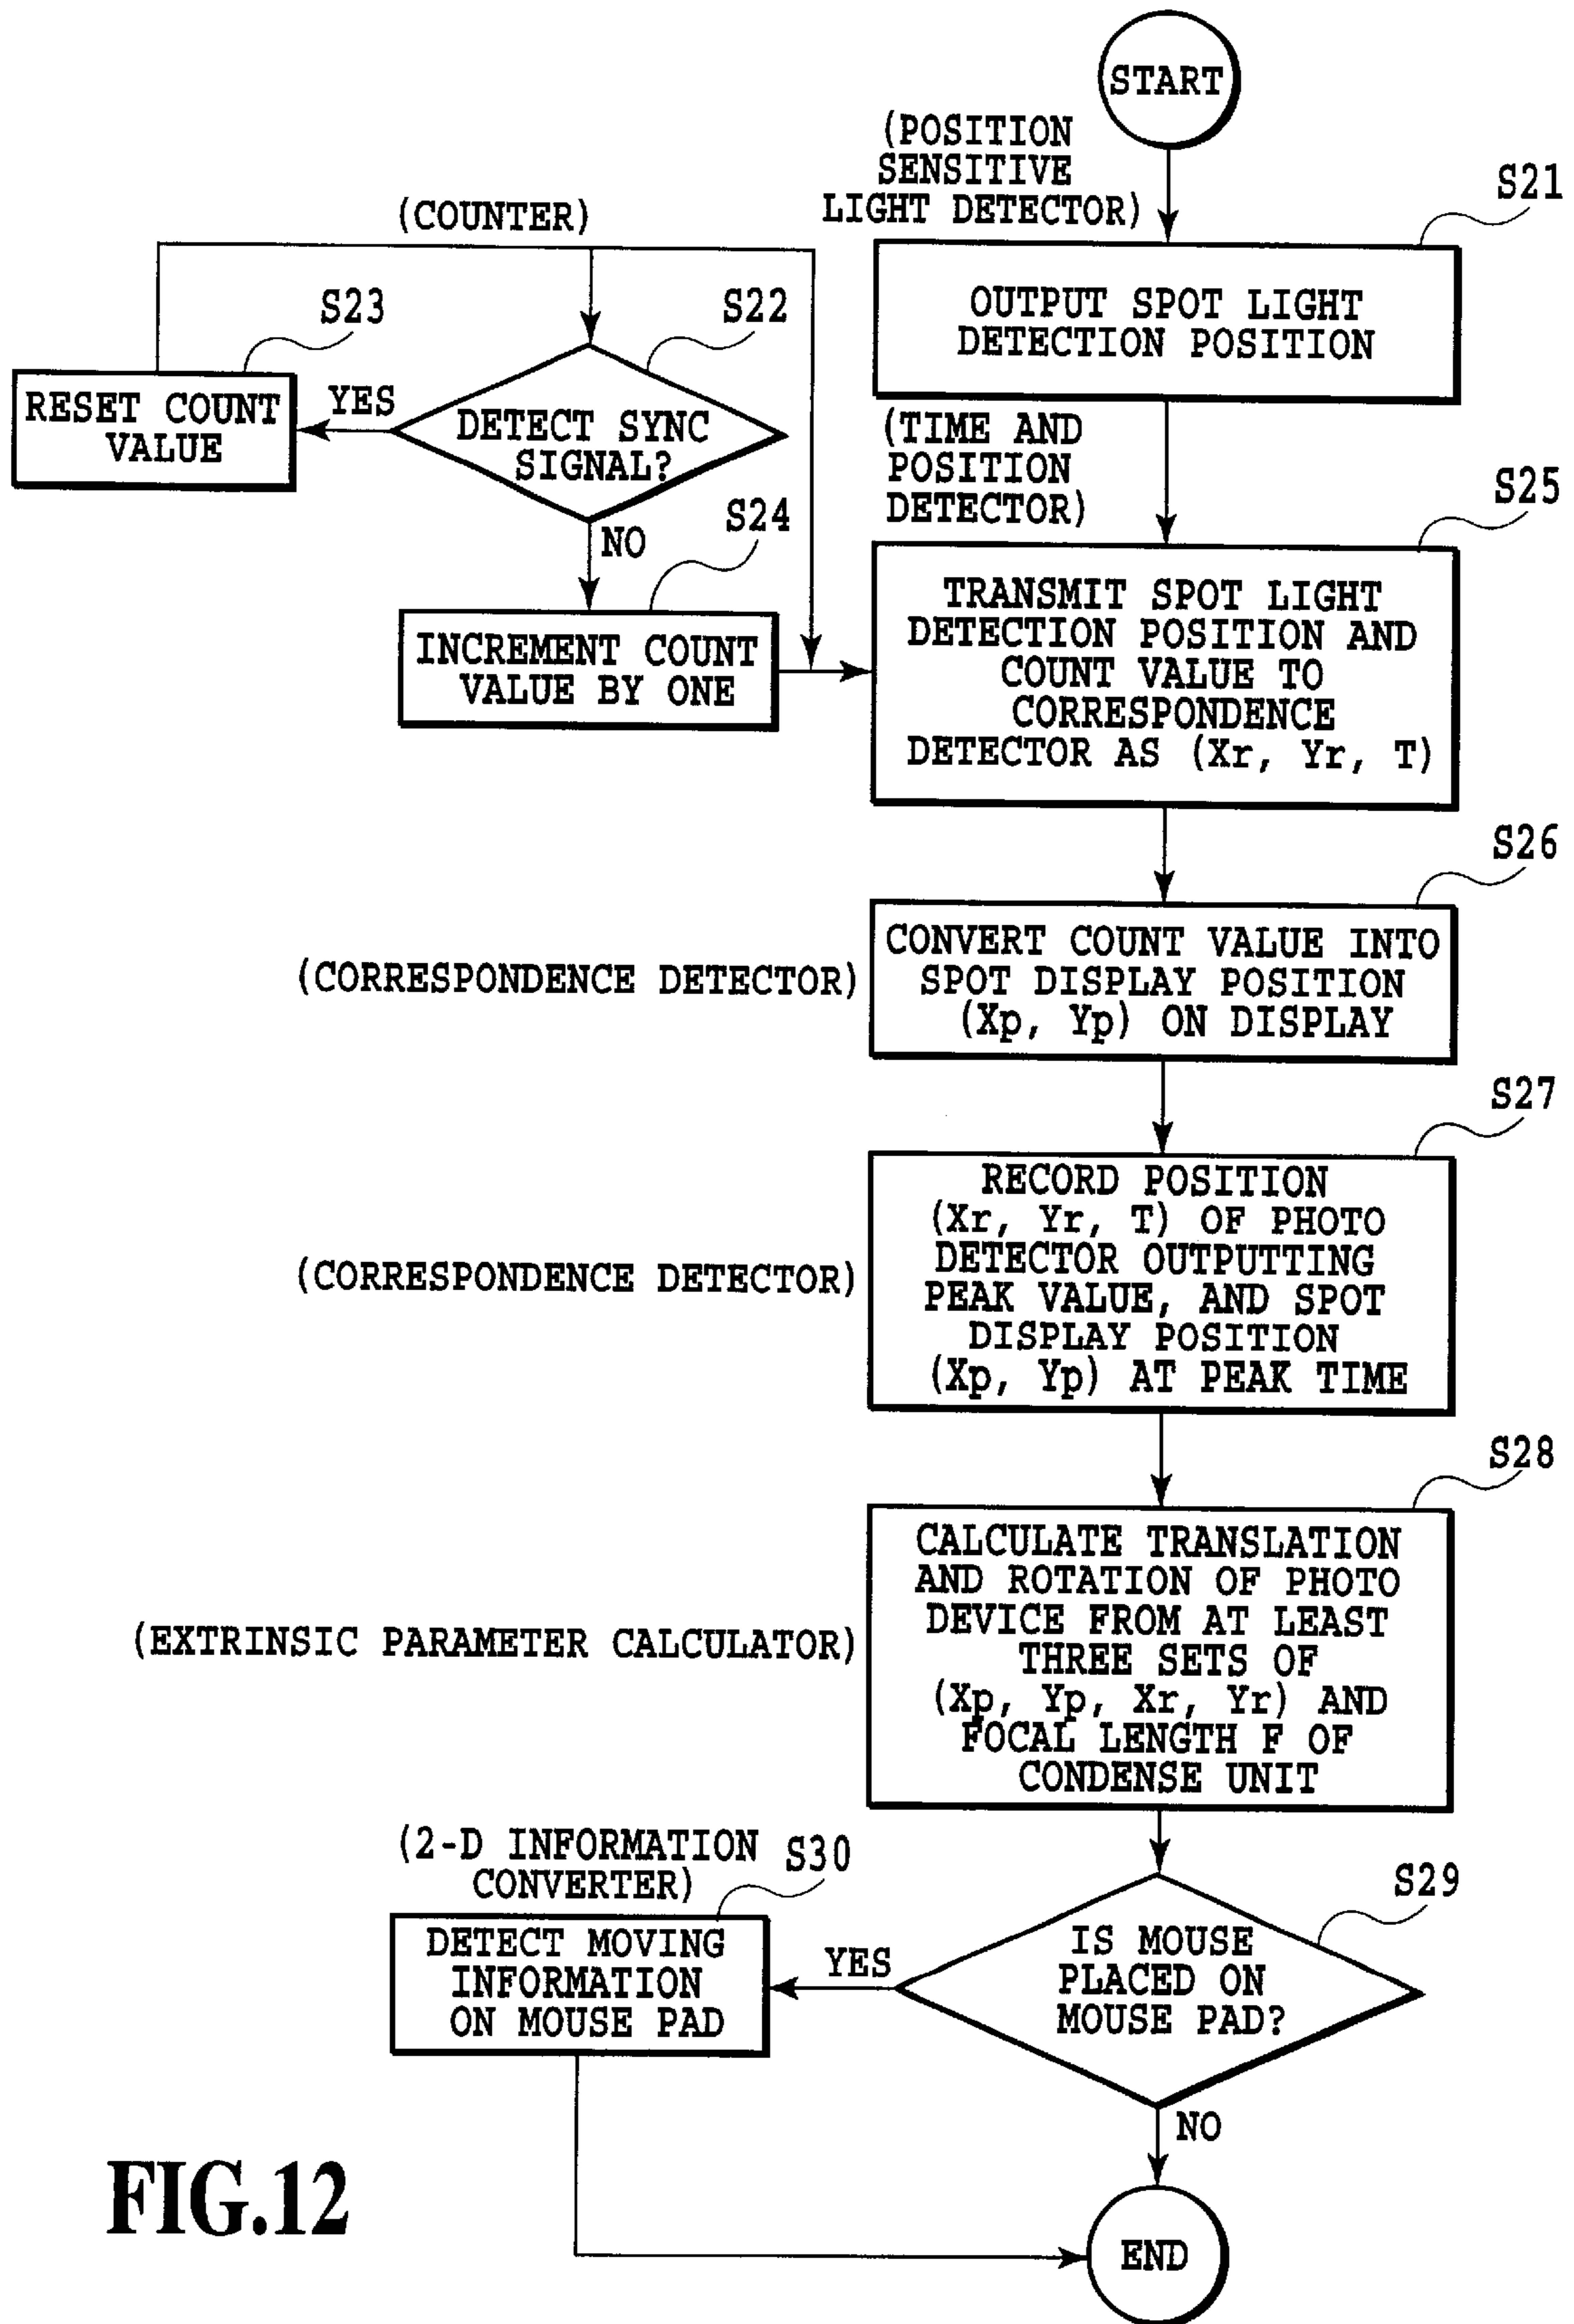 START
(POSITION
SENSITIVE
LIGHT DETECTOR)
S21
OUTPUT SPOT LIGHT
DETECTION POSITION
(COUNTER)
S23
S22
RESET COUNT
VALUE
YES
DETECT SYNC
SIGNAL?
NO
S24
INCREMENT COUNT
VALUE BY ONE
(TIME AND
POSITION
DETECTOR)
S25
TRANSMIT SPOT LIGHT
DETECTION POSITION AND
COUNT VALUE TO
CORRESPONDENCE
DETECTOR AS (Xr, Yr, T)
S26
(CORRESPONDENCE DETECTOR)
CONVERT COUNT VALUE INTO
SPOT DISPLAY POSITION
(Xp, Yp) ON DISPLAY
S27
(CORRESPONDENCE DETECTOR)
RECORD POSITION
(Xr, Yr, T) OF PHOTO
DETECTOR OUTPUTTING
PEAK VALUE, AND SPOT
DISPLAY POSITION
(Xp, Yp) AT PEAK TIME
S28
(EXTRINSIC PARAMETER CALCULATOR)
CALCULATE TRANSLATION
AND ROTATION OF PHOTO
DEVICE FROM AT LEAST
THREE SETS OF
(Xp, Yp, Xr, Yr) AND
FOCAL LENGTH F OF
CONDENSE UNIT
(2-D INFORMATION
CONVERTER)
S30
S29
DETECT MOVING
INFORMATION
ON MOUSE PAD
YES
IS MOUSE
PLACED ON
MOUSE PAD?
NO
END
FIG.12